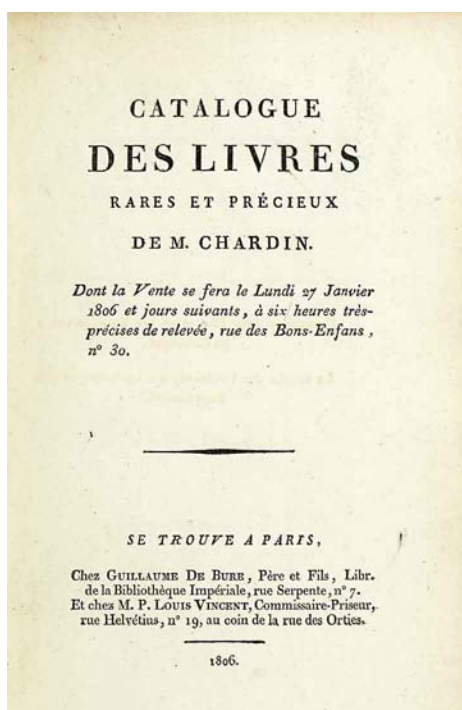 CATALOGUE
DES LIVRES
RARES ET PRÉCIEUX
DE M. CHARDIN.
Dont la Vente se fera le Lundi 27 Janvier
1806 et jours suivants, à six heures très-
précises de relevée, rue des Bons-Enfans,
n° 30.
SE TROUVE A PARIS,
Chez GUILLAUME DE BURE, Père et Fils, Libr.
de la Bibliothèque Impériale, rue Serpente, n° 7.
Et chez M. P. LOUIS VINCENT, Commissaire-Priseur,
rue Helvétius, n° 19, au coin de la rue des Orties.
1806.